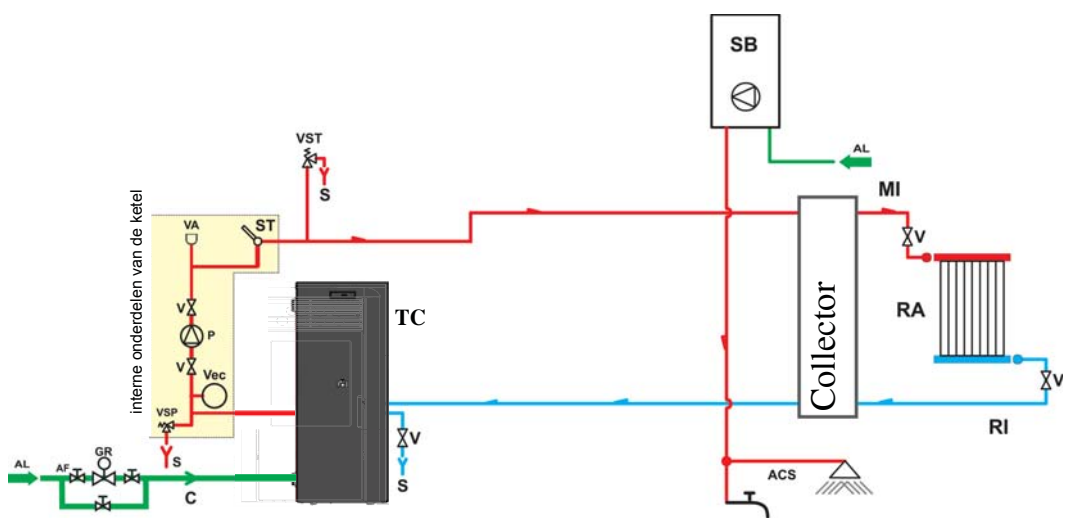 SB
AL
VST
S
MI
interne onderdelen van de ketel
VA
ST
V
V
P
TC
RA
V
Vec
Collector
V
VSP
V
RI
S
S
AL
AF
GR
C
ACS